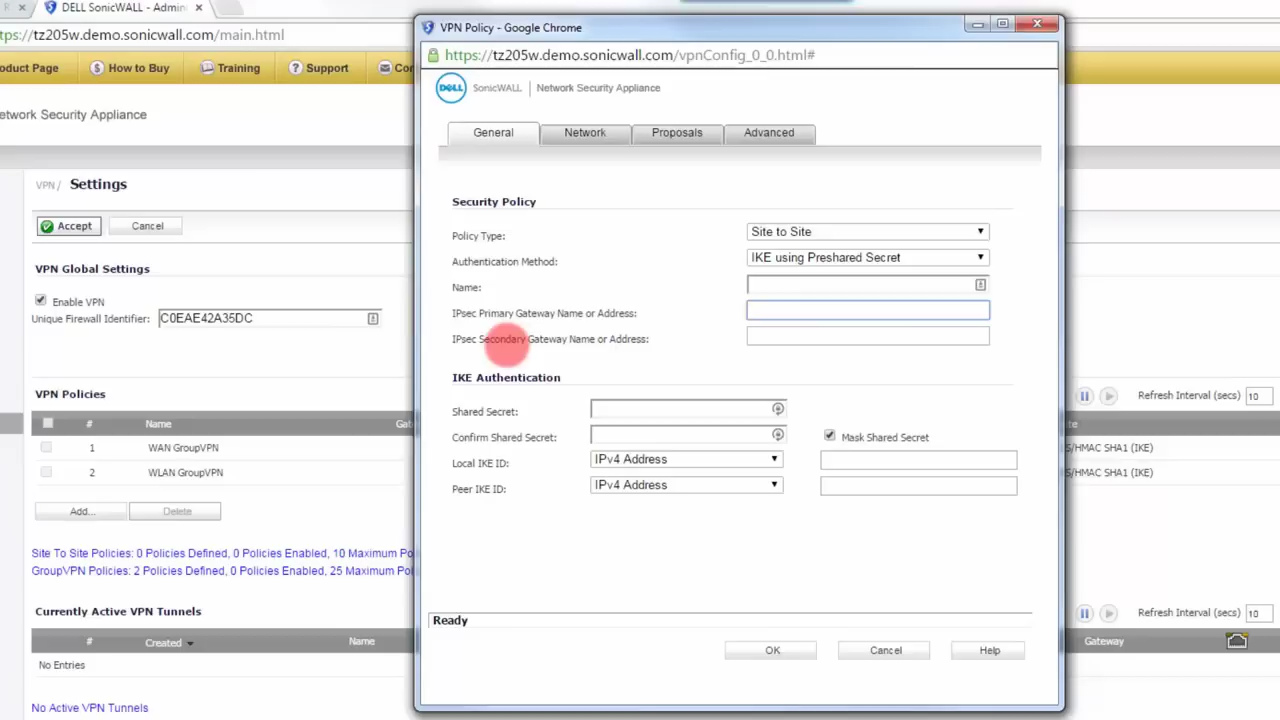 DELL SonicWALL - Admin
VPN Policy - Google Chrome
tps://tz205w.demo.sonicwall.com/main.html
https://tz205w.demo.sonicwall.com/vpnConfig_0_0.html#
oduct Page
How to Buy
Training
Support
Con
DELL SonicWALL | Network Security Appliance
etwork Security Appliance
General
Network
Proposals
Advanced
VPN / Settings
Accept
Cancel
VPN Global Settings
Enable VPN
Unique Firewall Identifier: C0EAE42A35DC
Security Policy
Policy Type: Site to Site
Authentication Method: IKE using Preshared Secret
Name:
IPsec Primary Gateway Name or Address:
IPsec Secondary Gateway Name or Address:
IKE Authentication
Shared Secret:
Confirm Shared Secret:
Mask Shared Secret
Local IKE ID: IPv4 Address
Peer IKE ID: IPv4 Address
Ready
OK
Cancel
Help
VPN Policies
Refresh Interval (secs) 10
# Name Gat
te
1 WAN GroupVPN
S/HMAC SHA1 (IKE)
2 WLAN GroupVPN
S/HMAC SHA1 (IKE)
Add...
Delete
Site To Site Policies: 0 Policies Defined, 0 Policies Enabled, 10 Maximum Pol
GroupVPN Policies: 2 Policies Defined, 0 Policies Enabled, 25 Maximum Pol
Currently Active VPN Tunnels
Refresh Interval (secs) 10
# Created Name
Gateway
No Entries
No Active VPN Tunnels